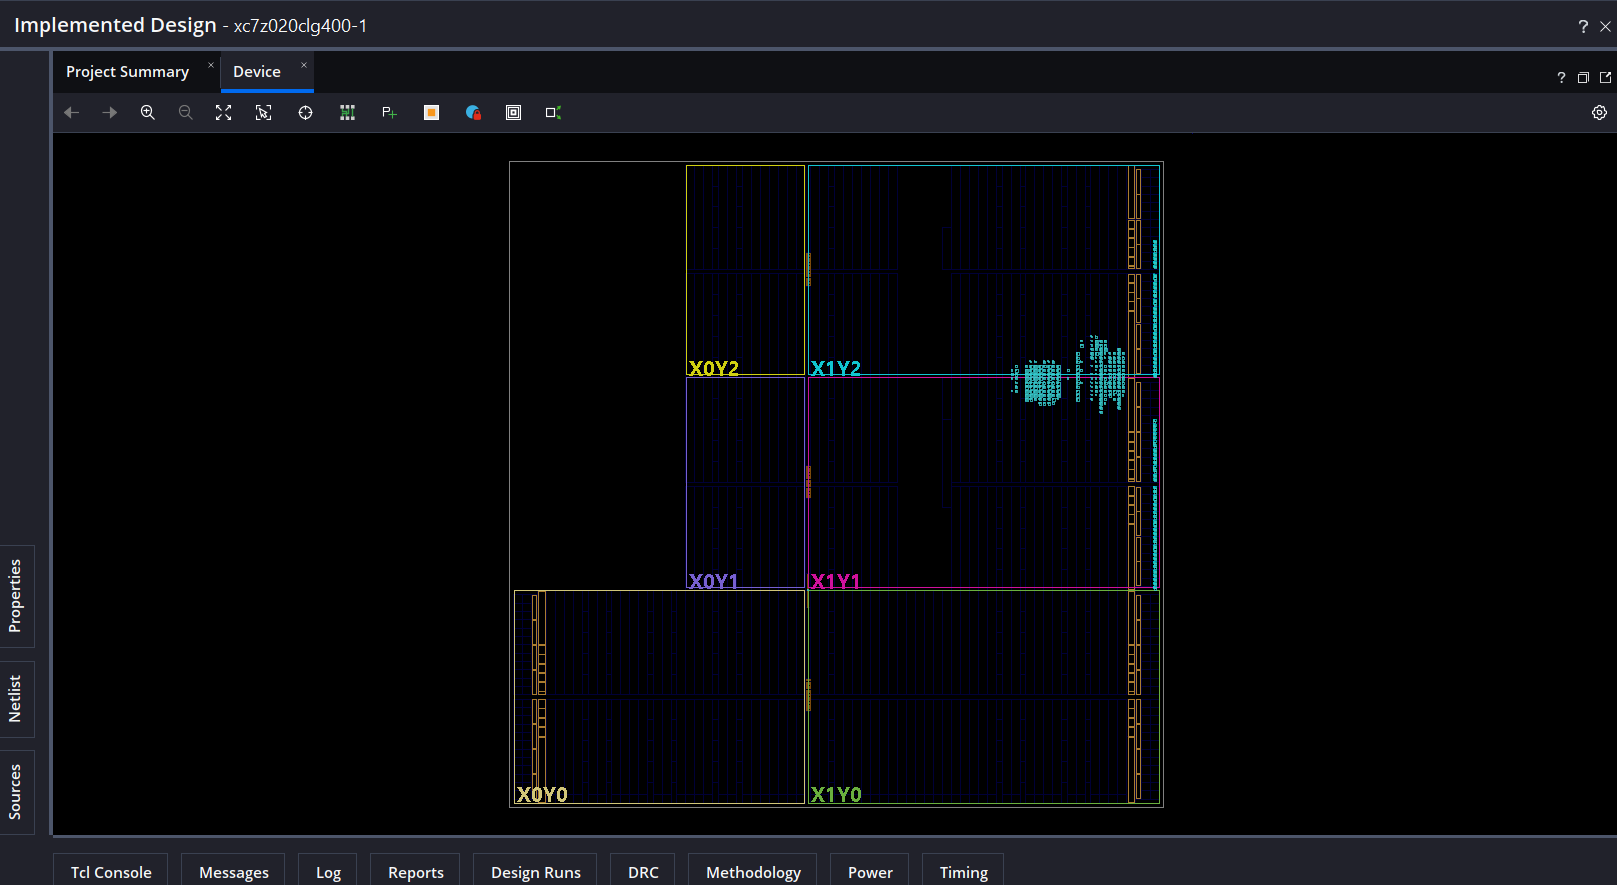 Implemented Design - xc7z020clg400-1
? ×
Project Summary × Device ×
?
P+
X0Y2 X1Y2
X0Y1 X1Y1
X0Y0 X1Y0
Properties
Netlist
Sources
Tcl Console Messages Log Reports Design Runs DRC Methodology Power Timing